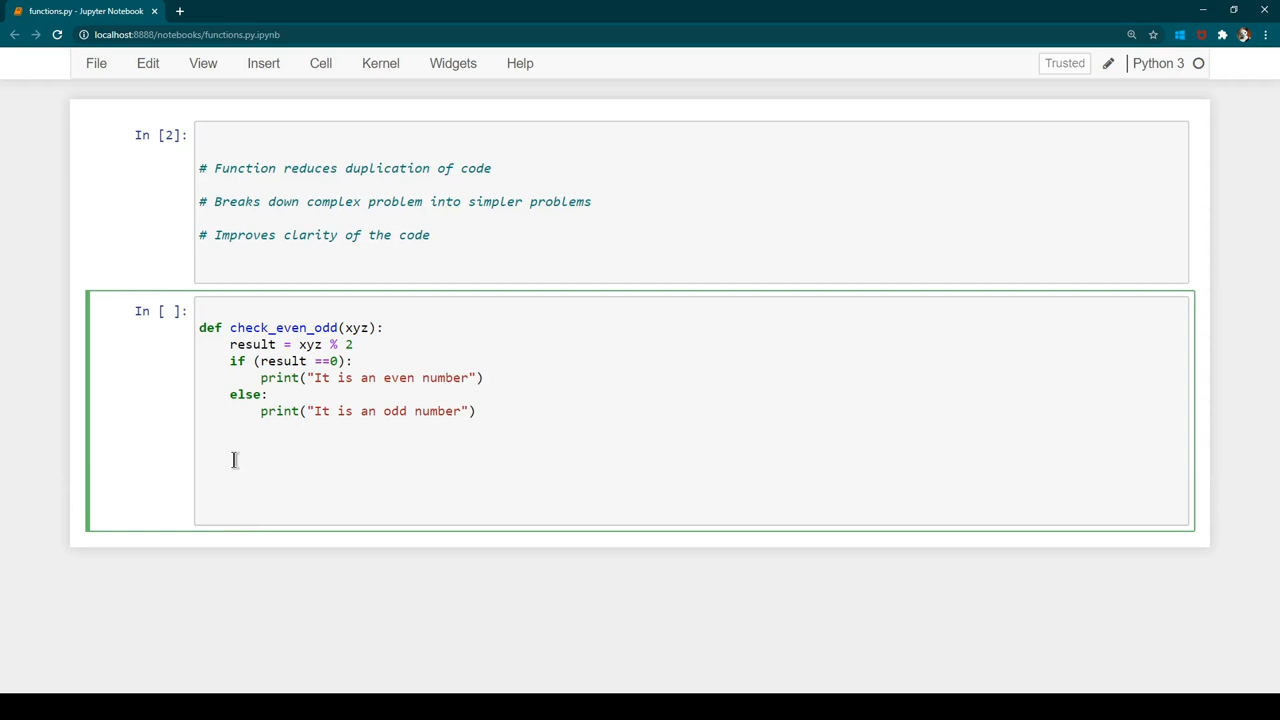 functions.py - Jupyter Notebook
localhost:8888/notebooks/functions.py.ipynb
File Edit View Insert Cell Kernel Widgets Help Trusted Python 3
In [2]:
# Function reduces duplication of code
# Breaks down complex problem into simpler problems
# Improves clarity of the code
In [ ]:
def check_even_odd(xyz):
    result = xyz % 2
    if (result ==0):
        print("It is an even number")
    else:
        print("It is an odd number")